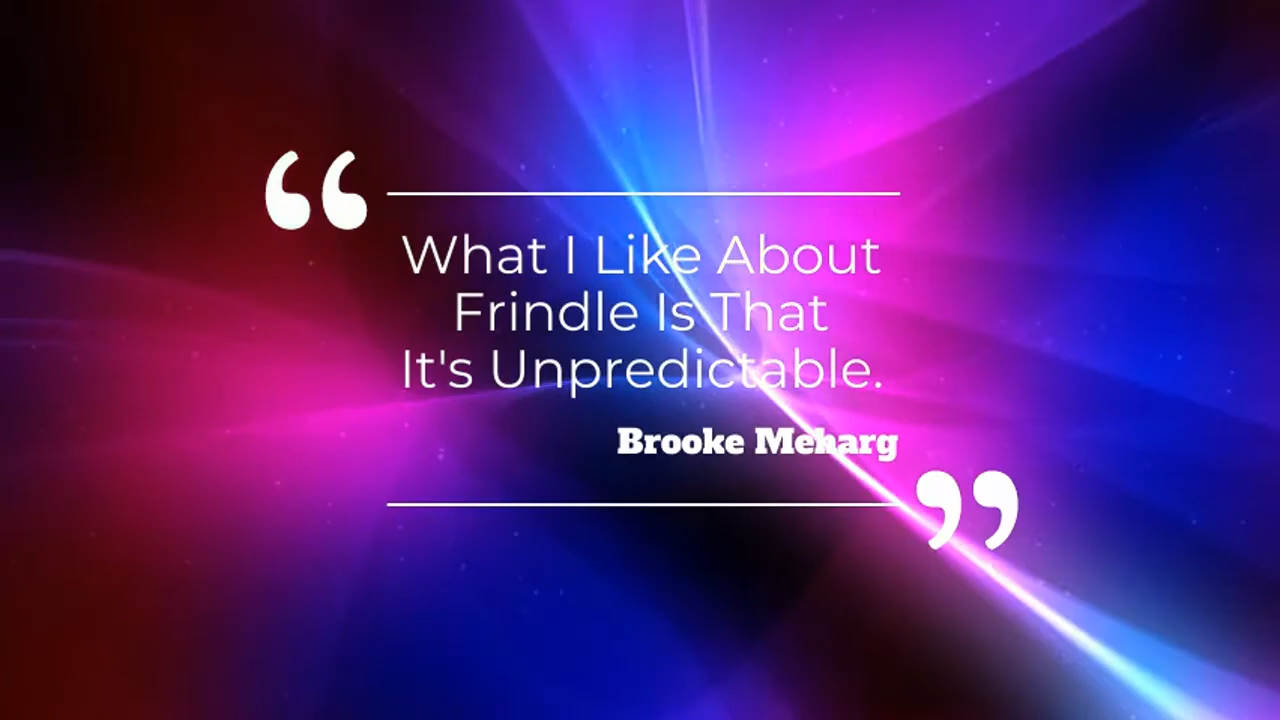 “
What I Like About
Frindle Is That
It's Unpredictable.
Brooke Meharg
”